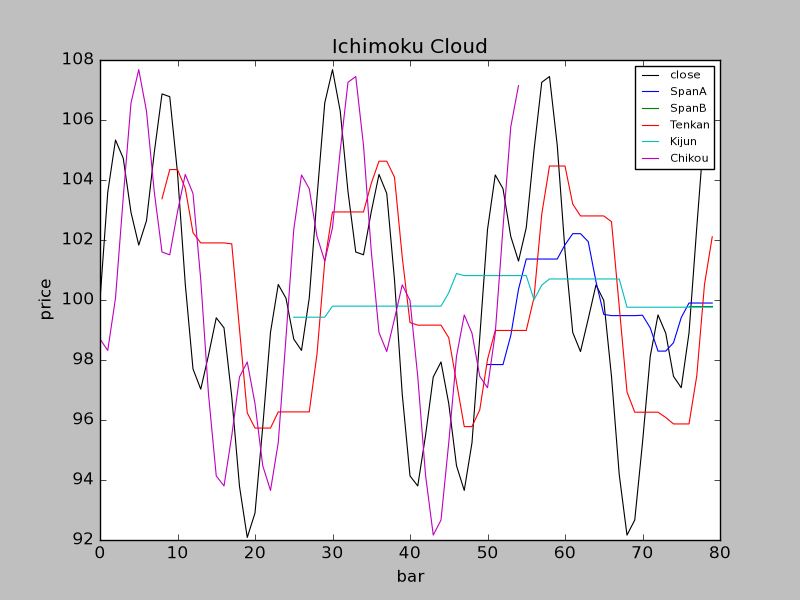 Ichimoku Cloud
close
SpanA
SpanB
Tenkan
Kijun
Chikou
108
106
104
102
100
98
96
94
92
price
0 10 20 30 40 50 60 70 80
bar